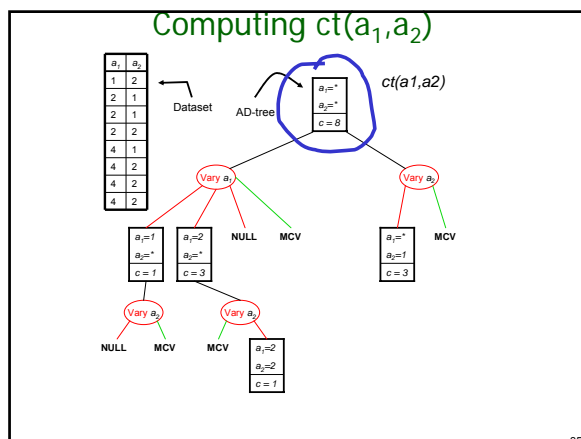 Computing ct(a₁,a₂)
a₁ a₂
1 2
2 1
2 1
2 2
4 1
4 2
4 2
4 2
Dataset
AD-tree
a₁=*
a₂=*
c = 8
ct(a1,a2)
Vary a₁
Vary a₂
a₁=1
a₂=*
c = 1
a₁=2
a₂=*
c = 3
NULL
MCV
a₁=*
a₂=1
c = 3
MCV
Vary a₂
Vary a₂
NULL
MCV
MCV
a₁=2
a₂=2
c = 1